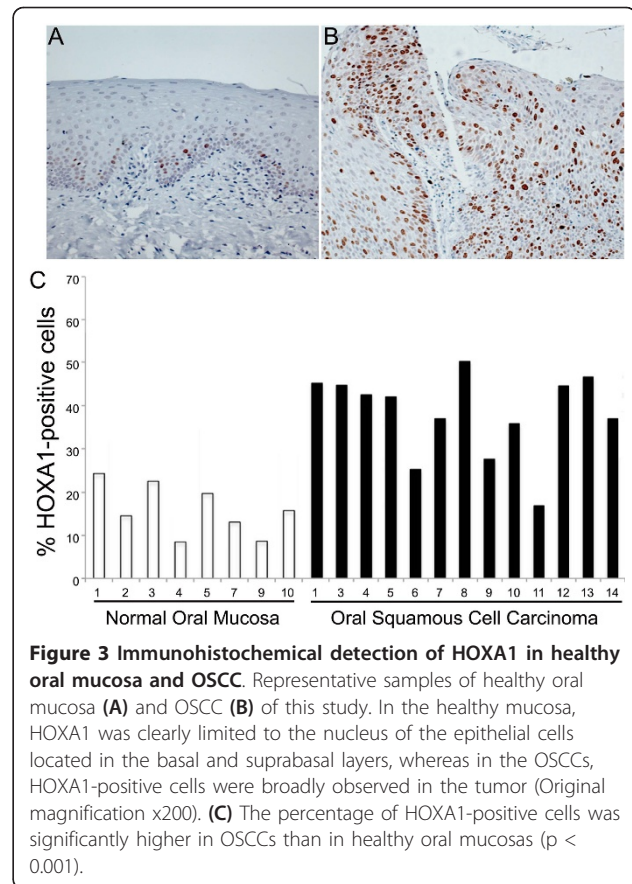 A
B
C
70
60
50
40
30
20
10
0
% HOXA1-positive cells
1 2 3 4 5 7 9 10 1 3 4 5 6 7 8 9 10 11 12 13 14
Normal Oral Mucosa Oral Squamous Cell Carcinoma
Figure 3 Immunohistochemical detection of HOXA1 in healthy
oral mucosa and OSCC. Representative samples of healthy oral
mucosa (A) and OSCC (B) of this study. In the healthy mucosa,
HOXA1 was clearly limited to the nucleus of the epithelial cells
located in the basal and suprabasal layers, whereas in the OSCCs,
HOXA1-positive cells were broadly observed in the tumor (Original
magnification x200). (C) The percentage of HOXA1-positive cells was
significantly higher in OSCCs than in healthy oral mucosas (p <
0.001).